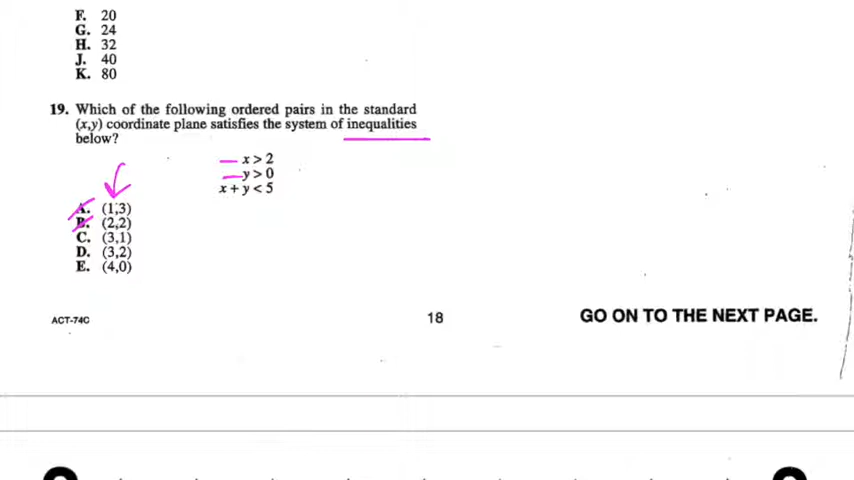 F. 20
G. 24
H. 32
J. 40
K. 80
19. Which of the following ordered pairs in the standard
(x,y) coordinate plane satisfies the system of inequalities
below?
x > 2
y > 0
x + y < 5
A. (1,3)
B. (2,2)
C. (3,1)
D. (3,2)
E. (4,0)
ACT-74C
18
GO ON TO THE NEXT PAGE.